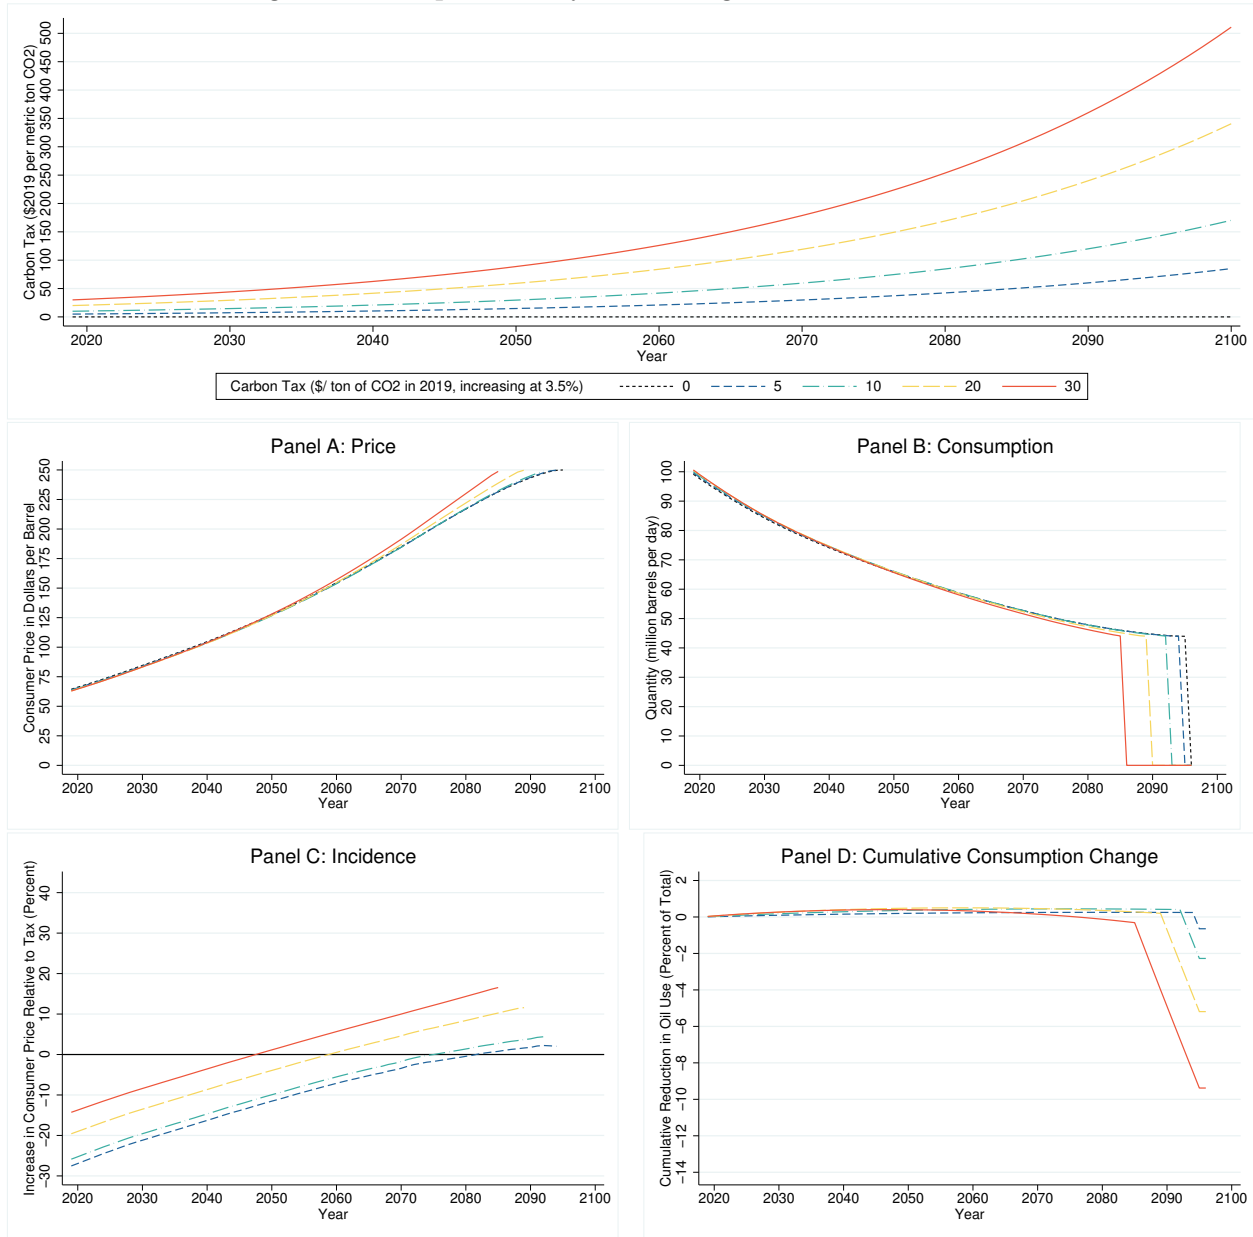 Carbon Tax ($2019 per metric ton CO2)
0 50 100 150 200 250 300 350 400 450 500
2020 2030 2040 2050 2060 2070 2080 2090 2100
Year
Carbon Tax ($/ ton of CO2 in 2019, increasing at 3.5%) 0 5 10 20 30
Panel A: Price
Consumer Price in Dollars per Barrel
0 25 50 75 100 125 150 175 200 225 250
2020 2030 2040 2050 2060 2070 2080 2090 2100
Year
Panel B: Consumption
Quantity (million barrels per day)
0 10 20 30 40 50 60 70 80 90 100
2020 2030 2040 2050 2060 2070 2080 2090 2100
Year
Panel C: Incidence
Increase in Consumer Price Relative to Tax (Percent)
-30 -20 -1 0 10 20 30 40
2020 2030 2040 2050 2060 2070 2080 2090 2100
Year
Panel D: Cumulative Consumption Change
Cumulative Reduction in Oil Use (Percent of Total)
-14 -12 -10 -8 -6 -4 -2 0 2
2020 2030 2040 2050 2060 2070 2080 2090 2100
Year